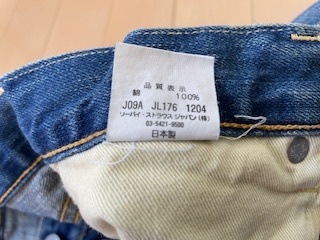 品質表示
綿 100%
J09A JL176 1204
リーバイ・ストラウス ジャパン(株)
03-5421-9500
日本製